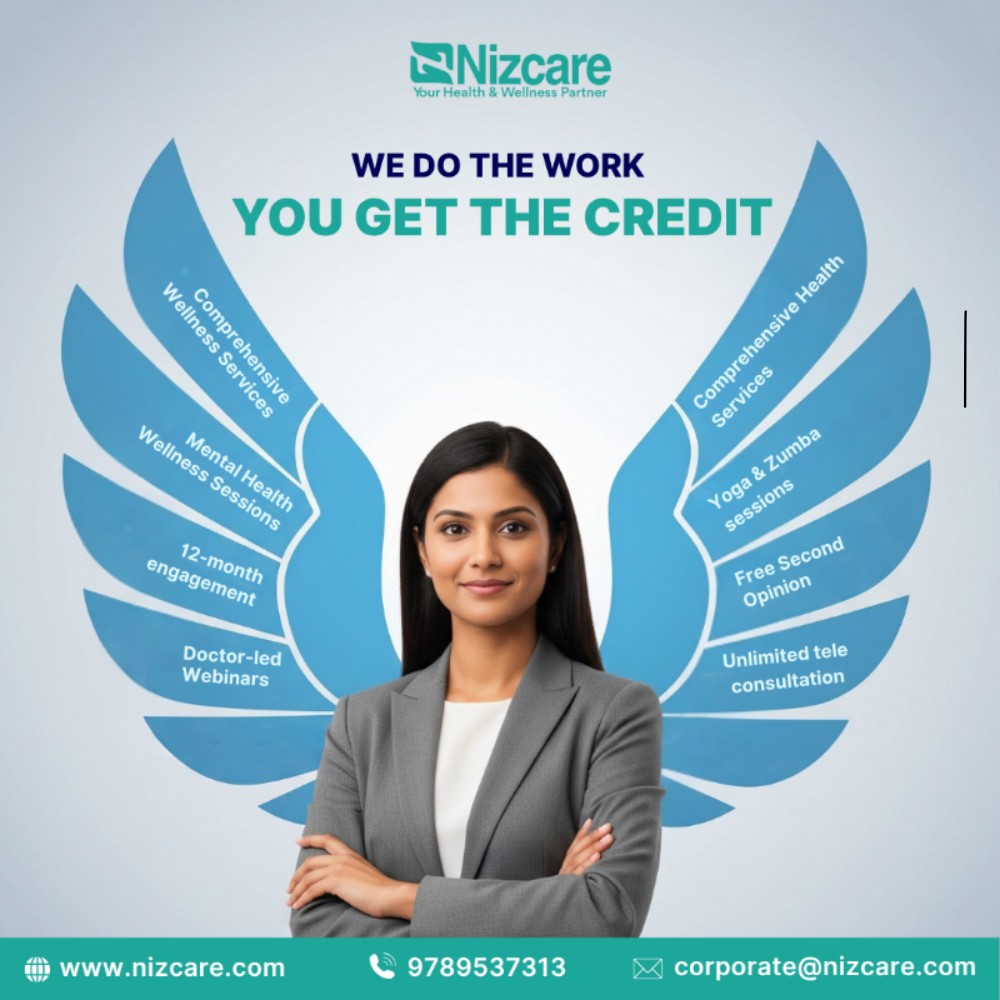 Nizcare
Your Health & Wellness Partner
WE DO THE WORK
YOU GET THE CREDIT
Comprehensive
Wellness Services
Mental Health
Wellness Sessions
12-month
engagement
Doctor-led
Webinars
Comprehensive Health
Services
Yoga & Zumba
sessions
Free Second
Opinion
Unlimited tele
consultation
www.nizcare.com
9789537313
corporate@nizcare.com